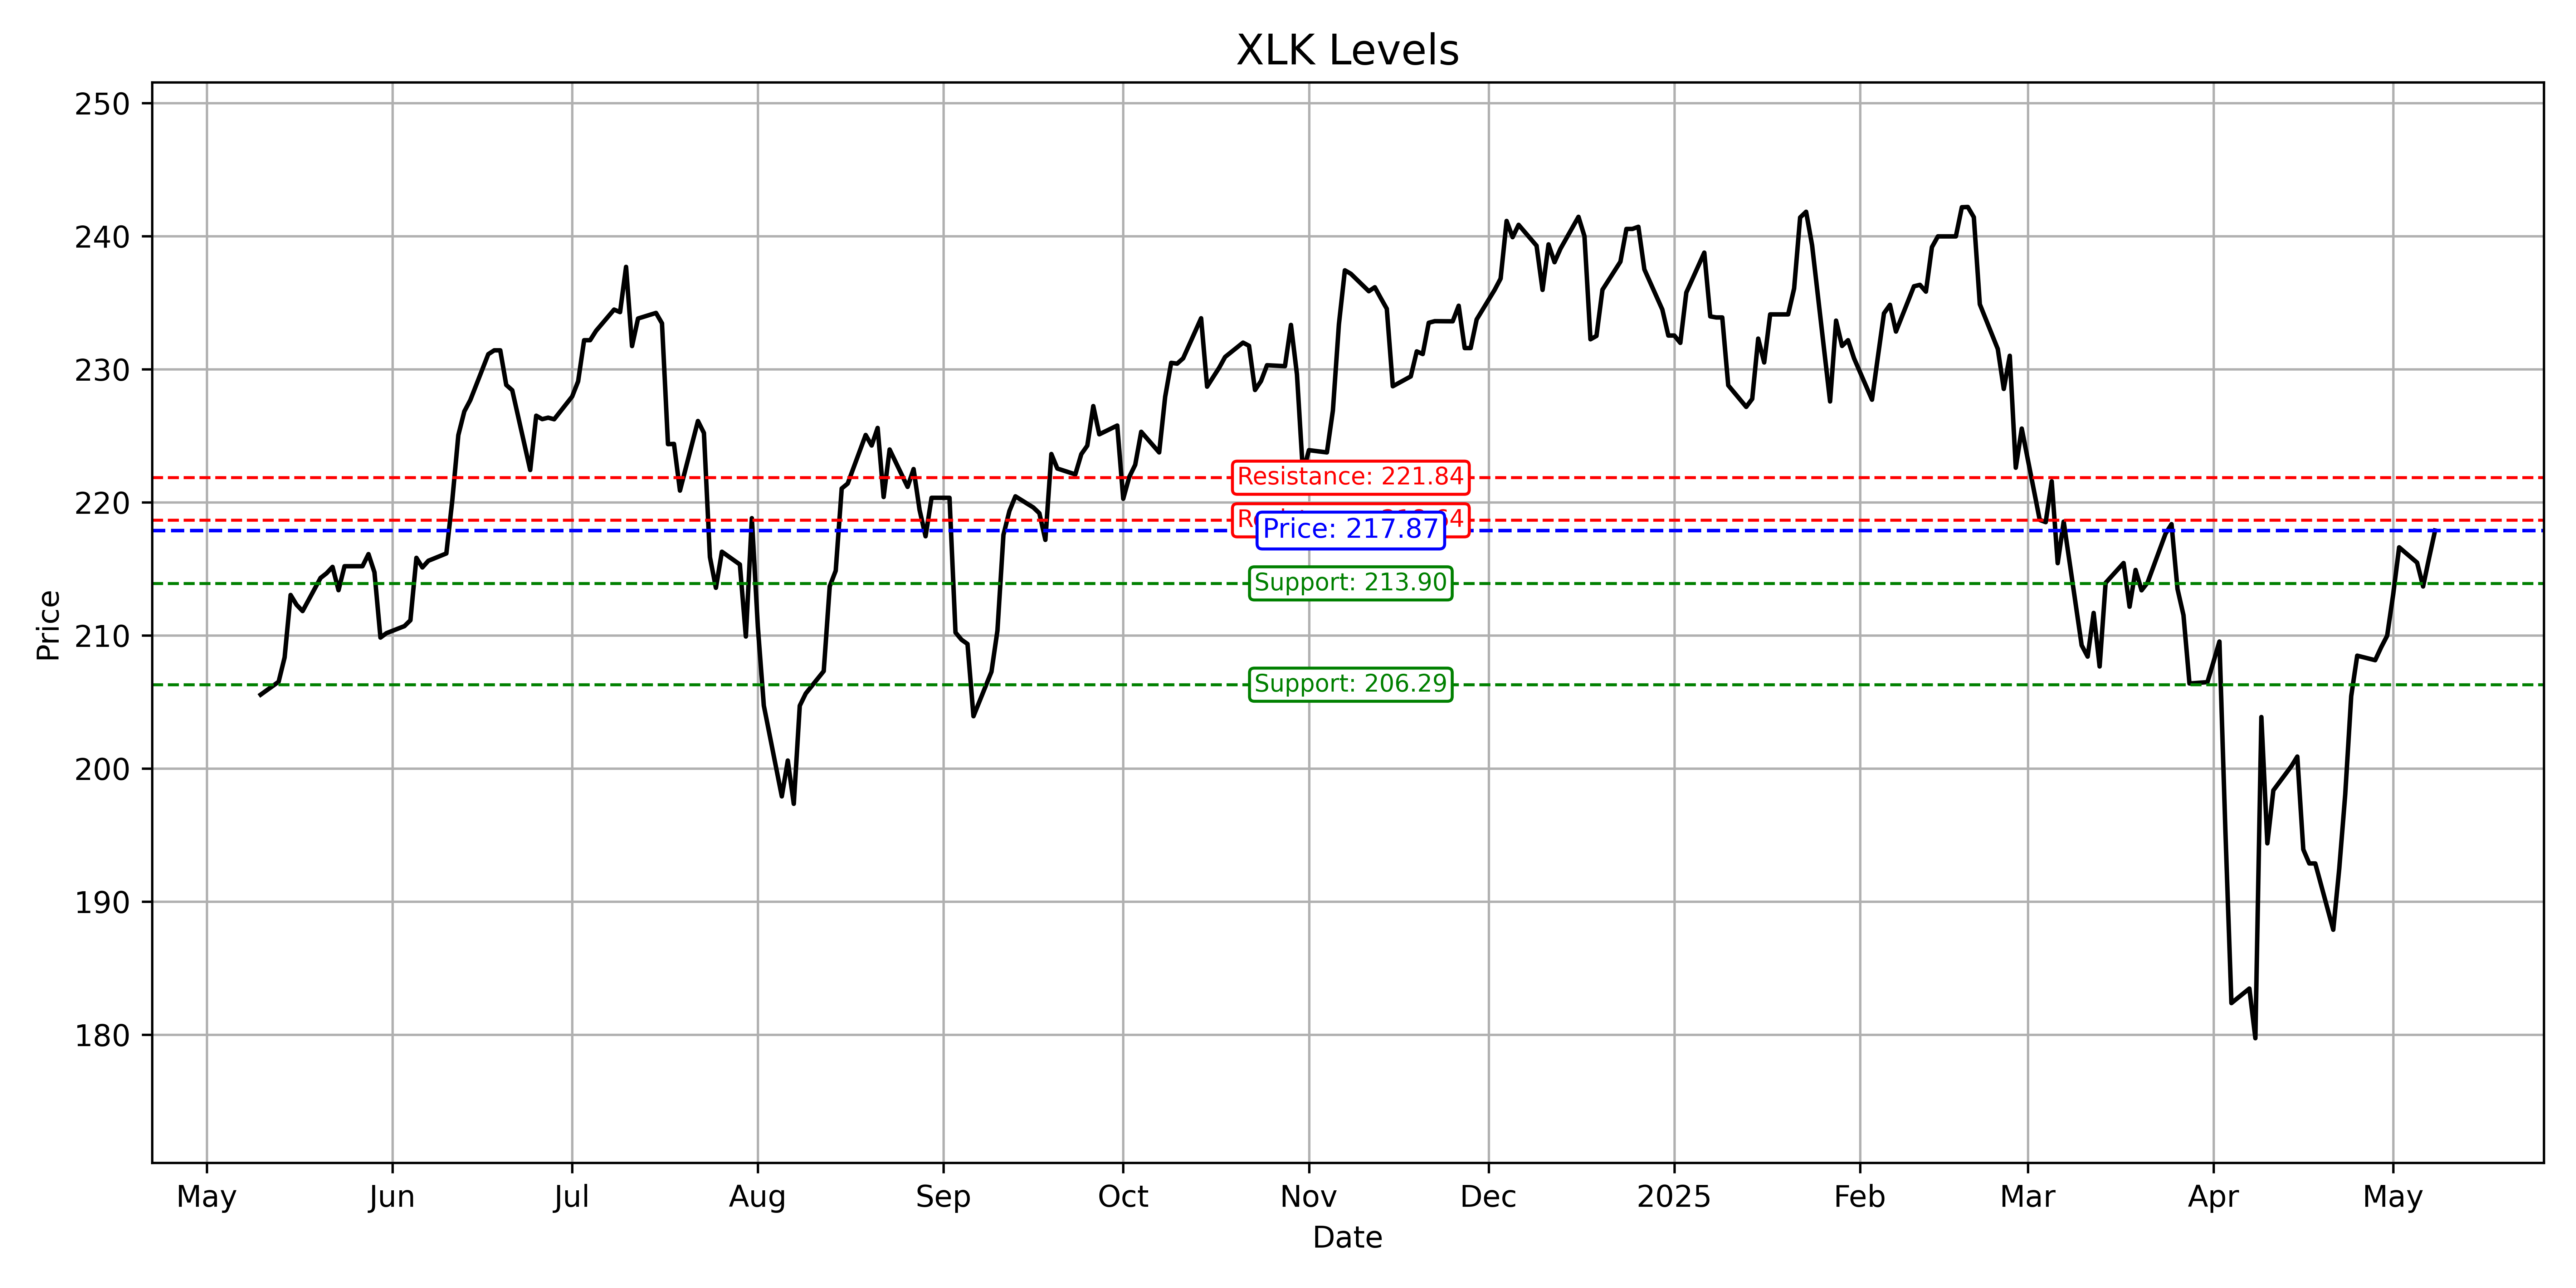 XLK Levels
250
240
230
220
210
200
190
180
Price
Resistance: 221.84
Price: 217.87
Support: 213.90
Support: 206.29
May Jun Jul Aug Sep Oct Nov Dec 2025 Feb Mar Apr May
Date